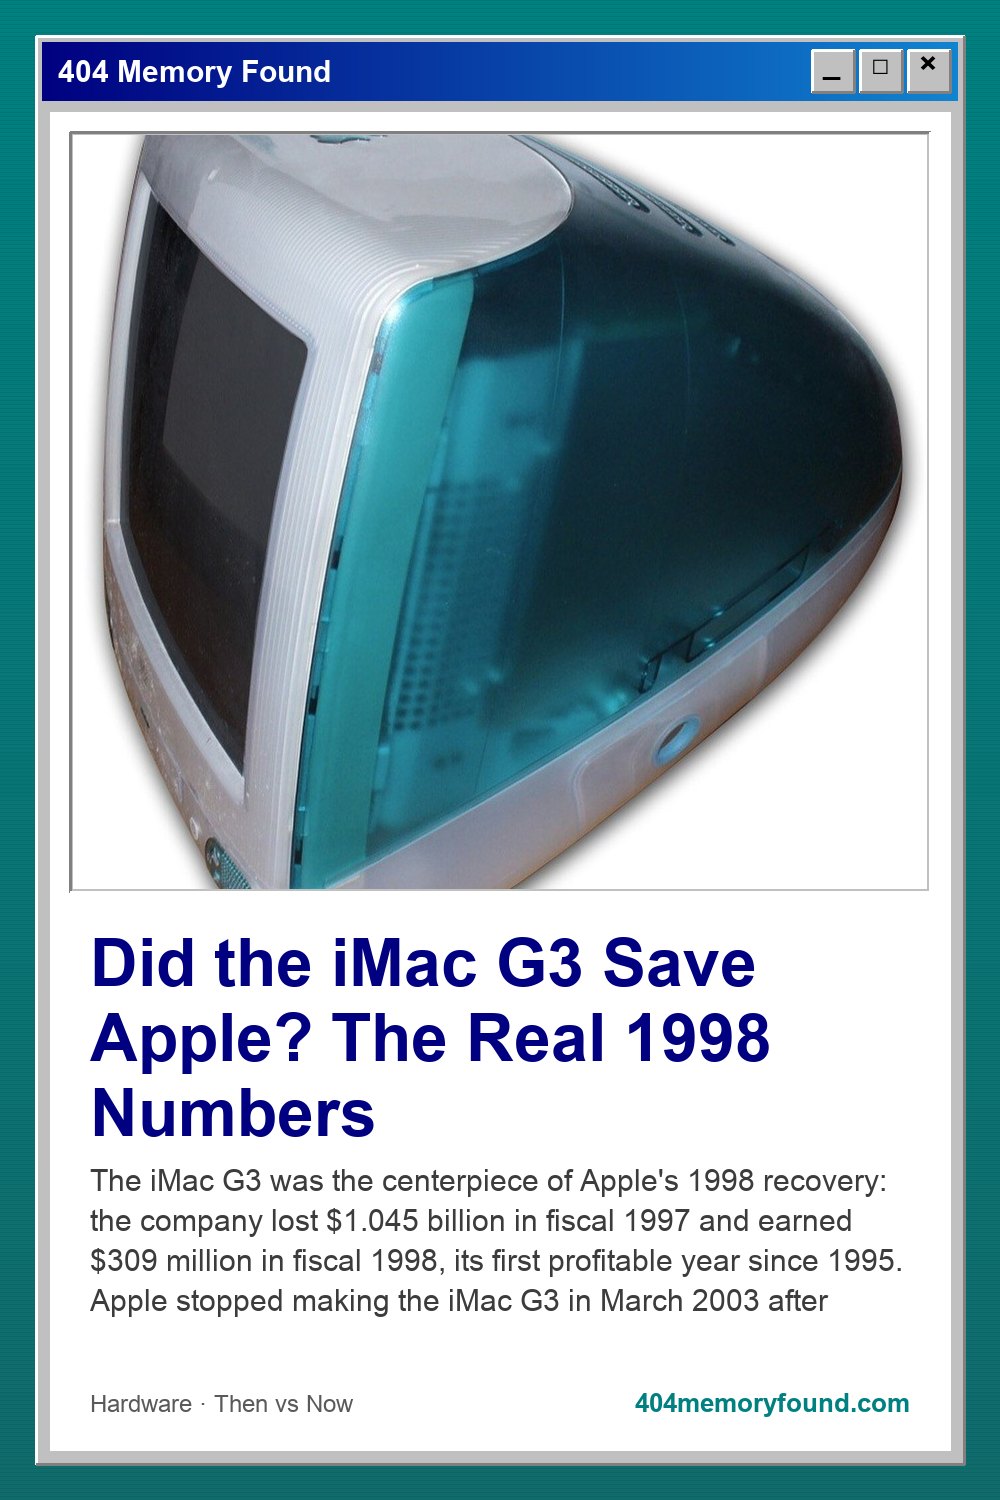 404 Memory Found
Did the iMac G3 Save
Apple? The Real 1998
Numbers
The iMac G3 was the centerpiece of Apple's 1998 recovery:
the company lost $1.045 billion in fiscal 1997 and earned
$309 million in fiscal 1998, its first profitable year since 1995.
Apple stopped making the iMac G3 in March 2003 after
Hardware · Then vs Now
404memoryfound.com